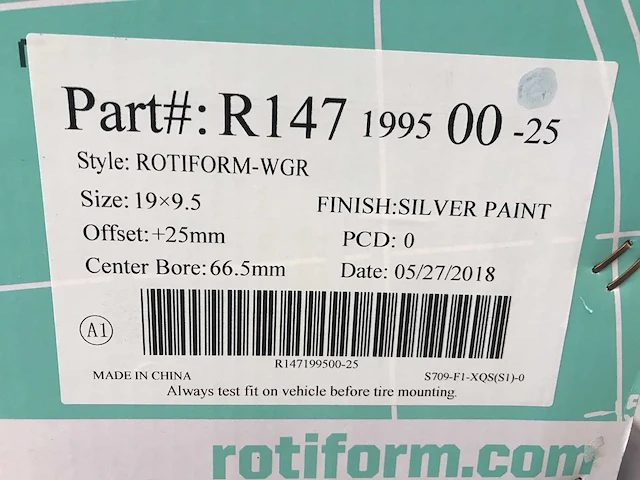 Part#: R147 1995 00 -25
Style: ROTIFORM-WGR
Size: 19×9.5 FINISH:SILVER PAINT
Offset:+25mm PCD: 0
Center Bore:66.5mm Date: 05/27/2018
A1
R147199500-25
MADE IN CHINA S709-F1-XQS(S1)-0
Always test fit on vehicle before tire mounting.
rotiform.com